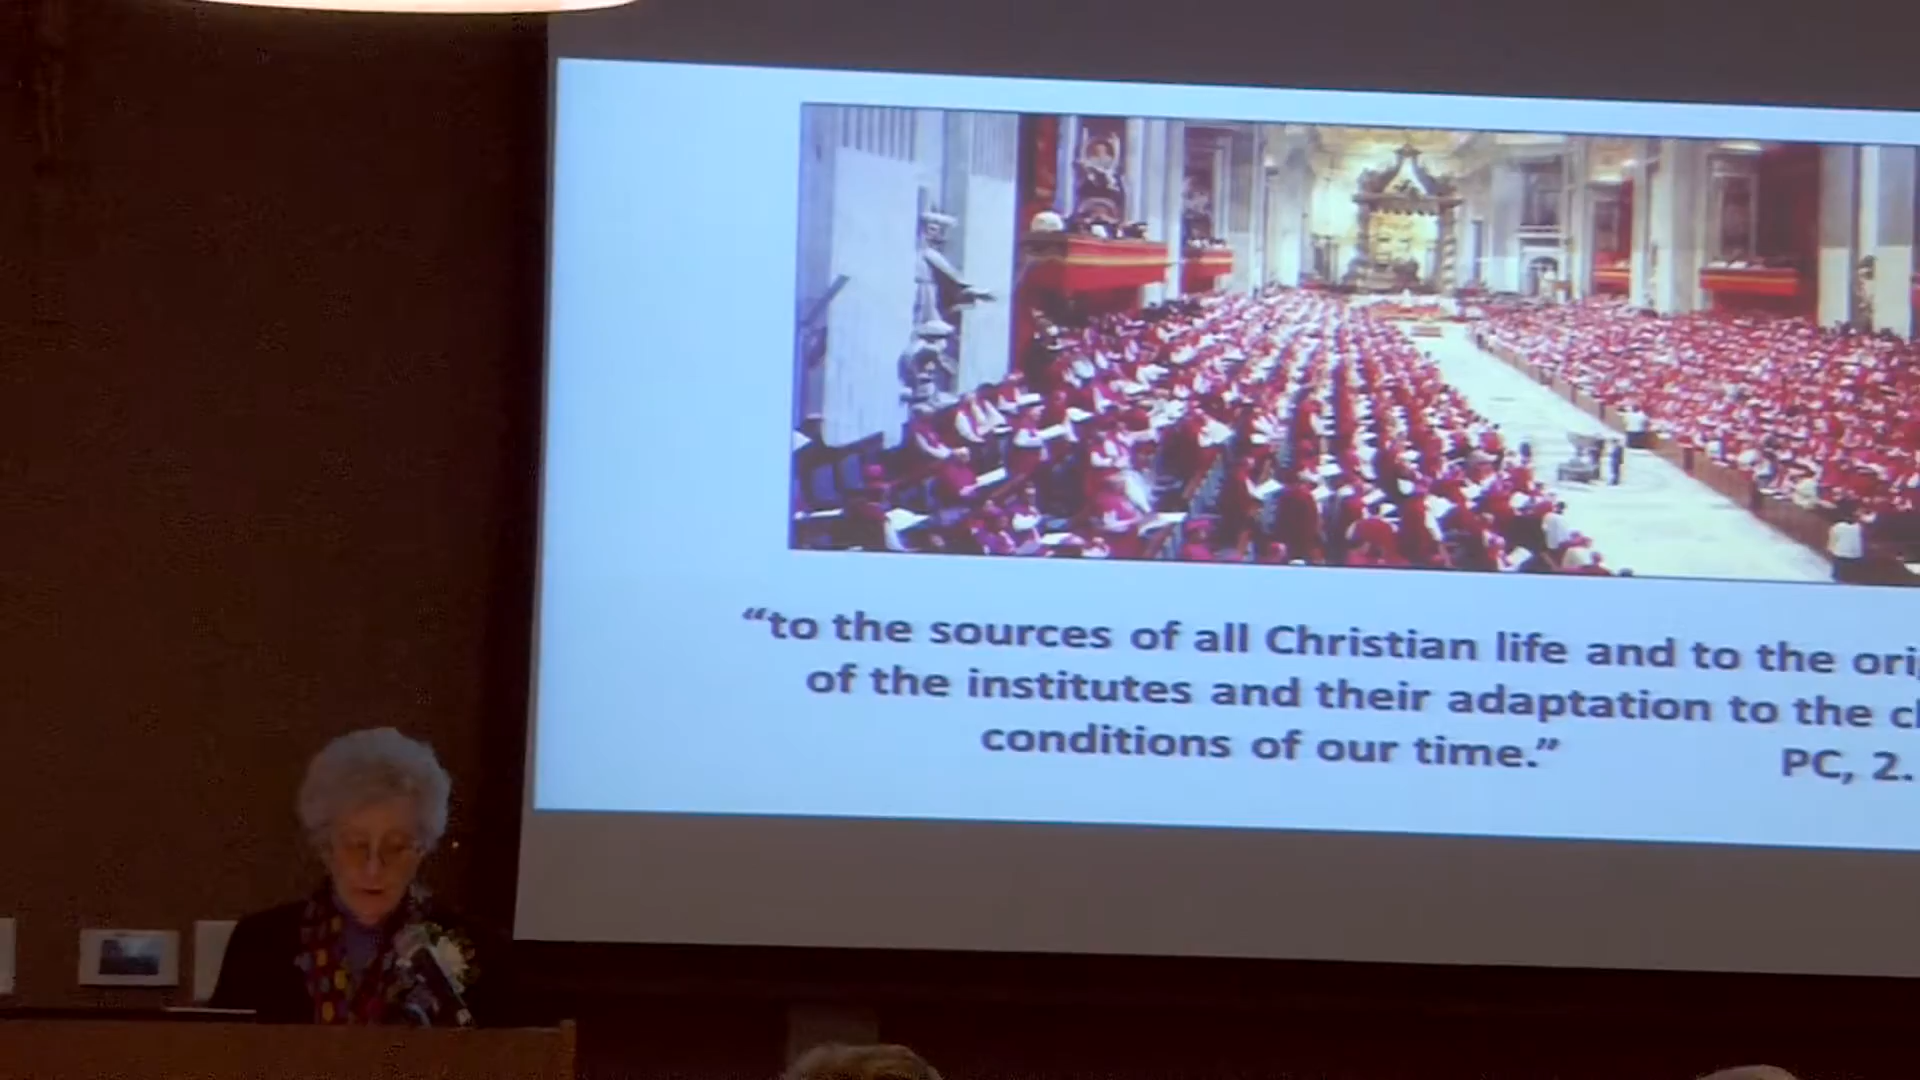 “to the sources of all Christian life and to the
of the institutes and their adaptation to the
conditions of our time.” PC, 2.